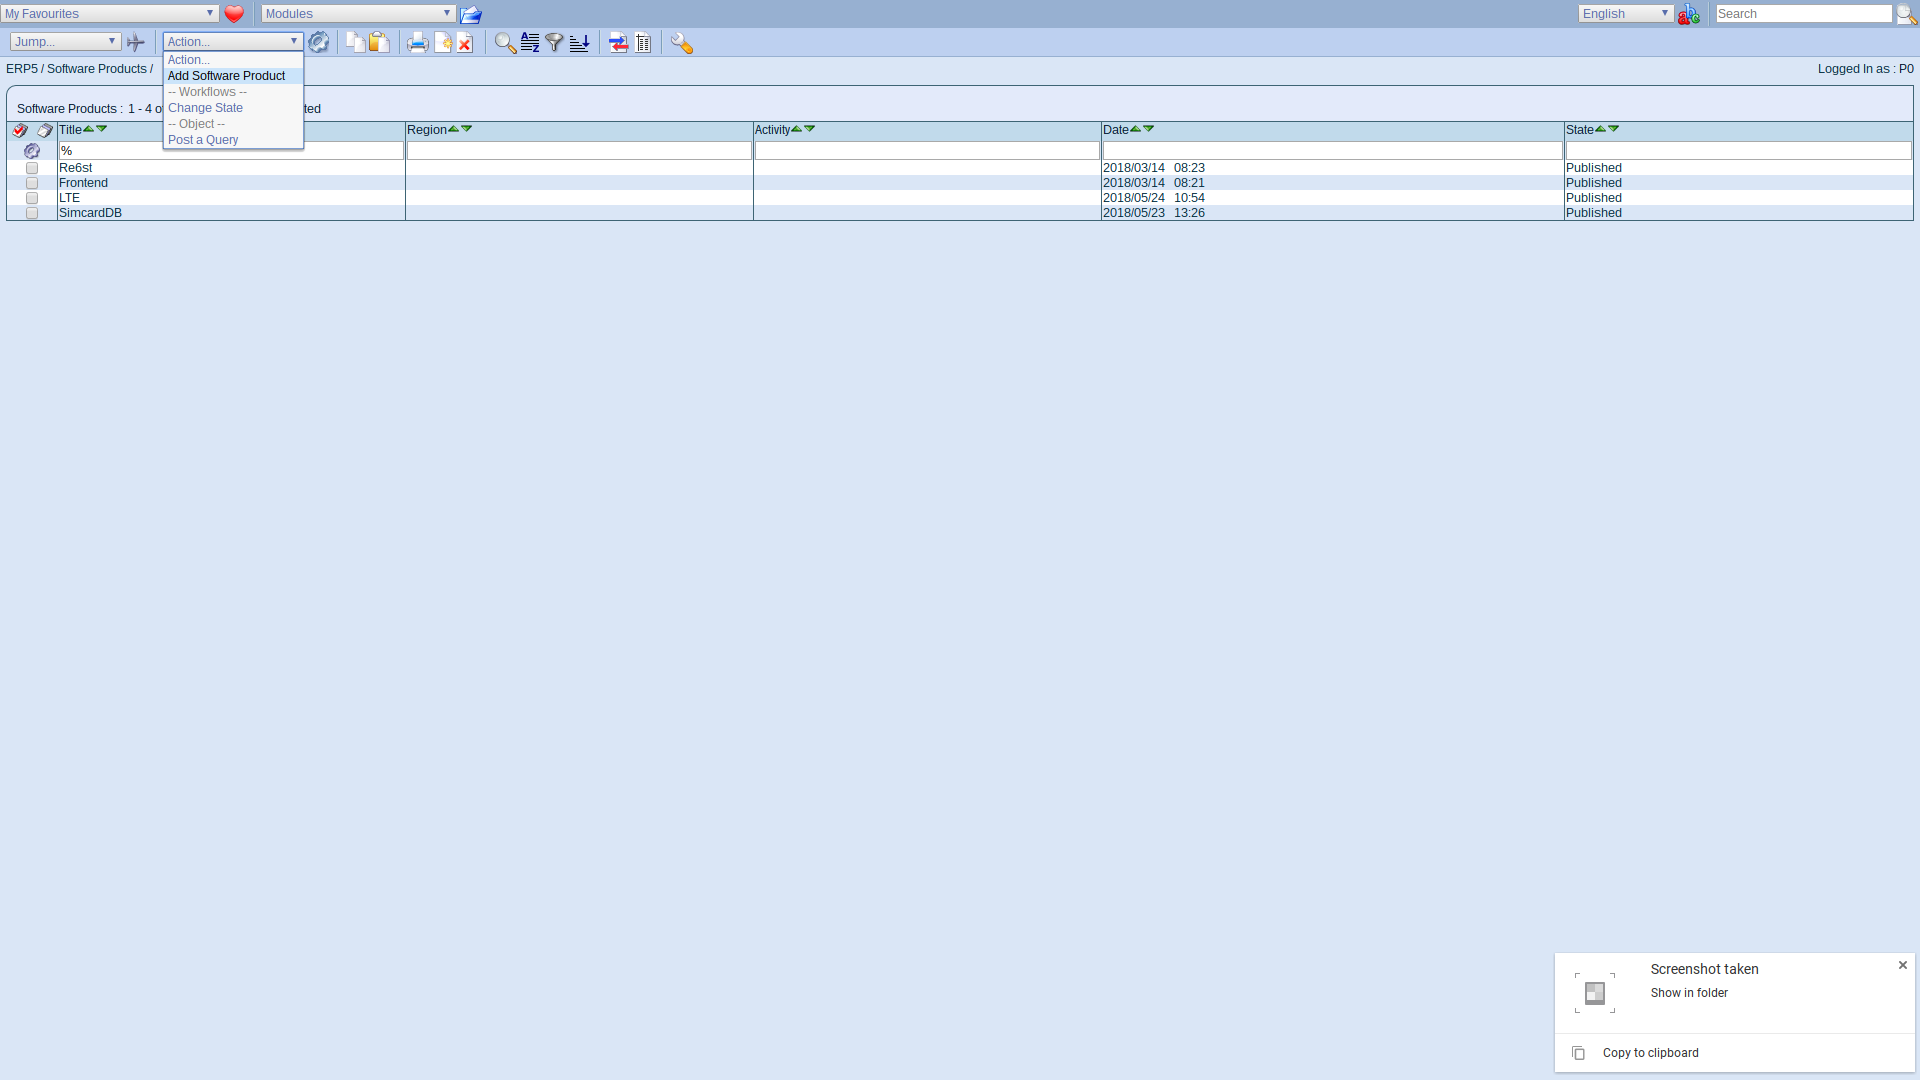 My Favourites Modules English Search
Jump... Action...
Action...
Add Software Product
-- Workflows --
Change State
-- Object --
Post a Query
ERP5 / Software Products / Logged In as : P0
Software Products : 1 - 4 ted
Title Region Activity Date State
%
Re6st 2018/03/14 08:23 Published
Frontend 2018/03/14 08:21 Published
LTE 2018/05/24 10:54 Published
SimcardDB 2018/05/23 13:26 Published
Screenshot taken
Show in folder
Copy to clipboard